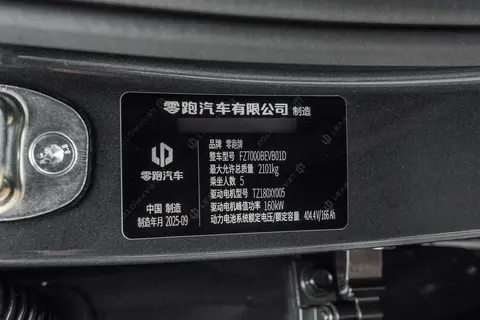 零跑汽车有限公司 制造
品牌 零跑牌
整车型号 FZ7000BEVB01D
最大允许总质量 2101kg
乘坐人数 5
驱动电机型号 TZ180XY005
驱动电机峰值功率 160kW
动力电池系统额定电压/额定容量 404.4V/166Ah
零跑汽车
中国 制造
制造年月 2025-09